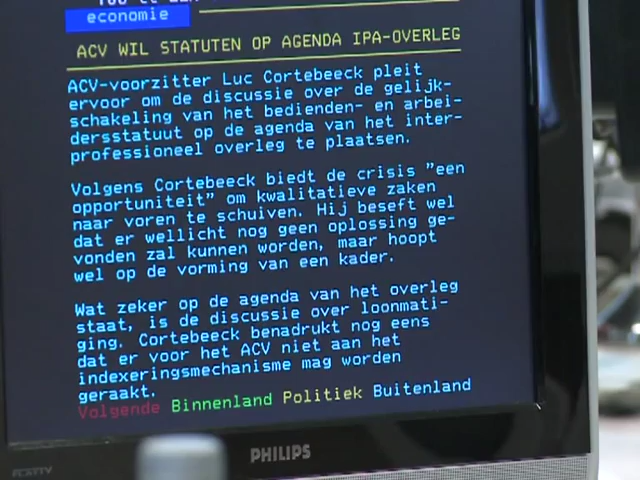 economie
ACV WIL STATUTEN OP AGENDA IPA-OVERLEG
ACV-voorzitter Luc Cortebeeck pleit
ervoor om de discussie over de gelijk-
schakeling van het bedienden- en arbei-
dersstatuut op de agenda van het inter-
professioneel overleg te plaatsen.
Volgens Cortebeeck biedt de crisis "een
opportuniteit" om kwalitatieve zaken
naar voren te schuiven. Hij beseft wel
dat er wellicht nog geen oplossing ge-
vonden zal kunnen worden, maar hoopt
wel op de vorming van een kader.
Wat zeker op de agenda van het overleg
staat, is de discussie over loonmati-
ging. Cortebeeck benadrukt nog eens
dat er voor het ACV niet aan het
indexeringsmechanisme mag worden
geraakt.
Volgende Binnenland Politiek Buitenland
PHILIPS